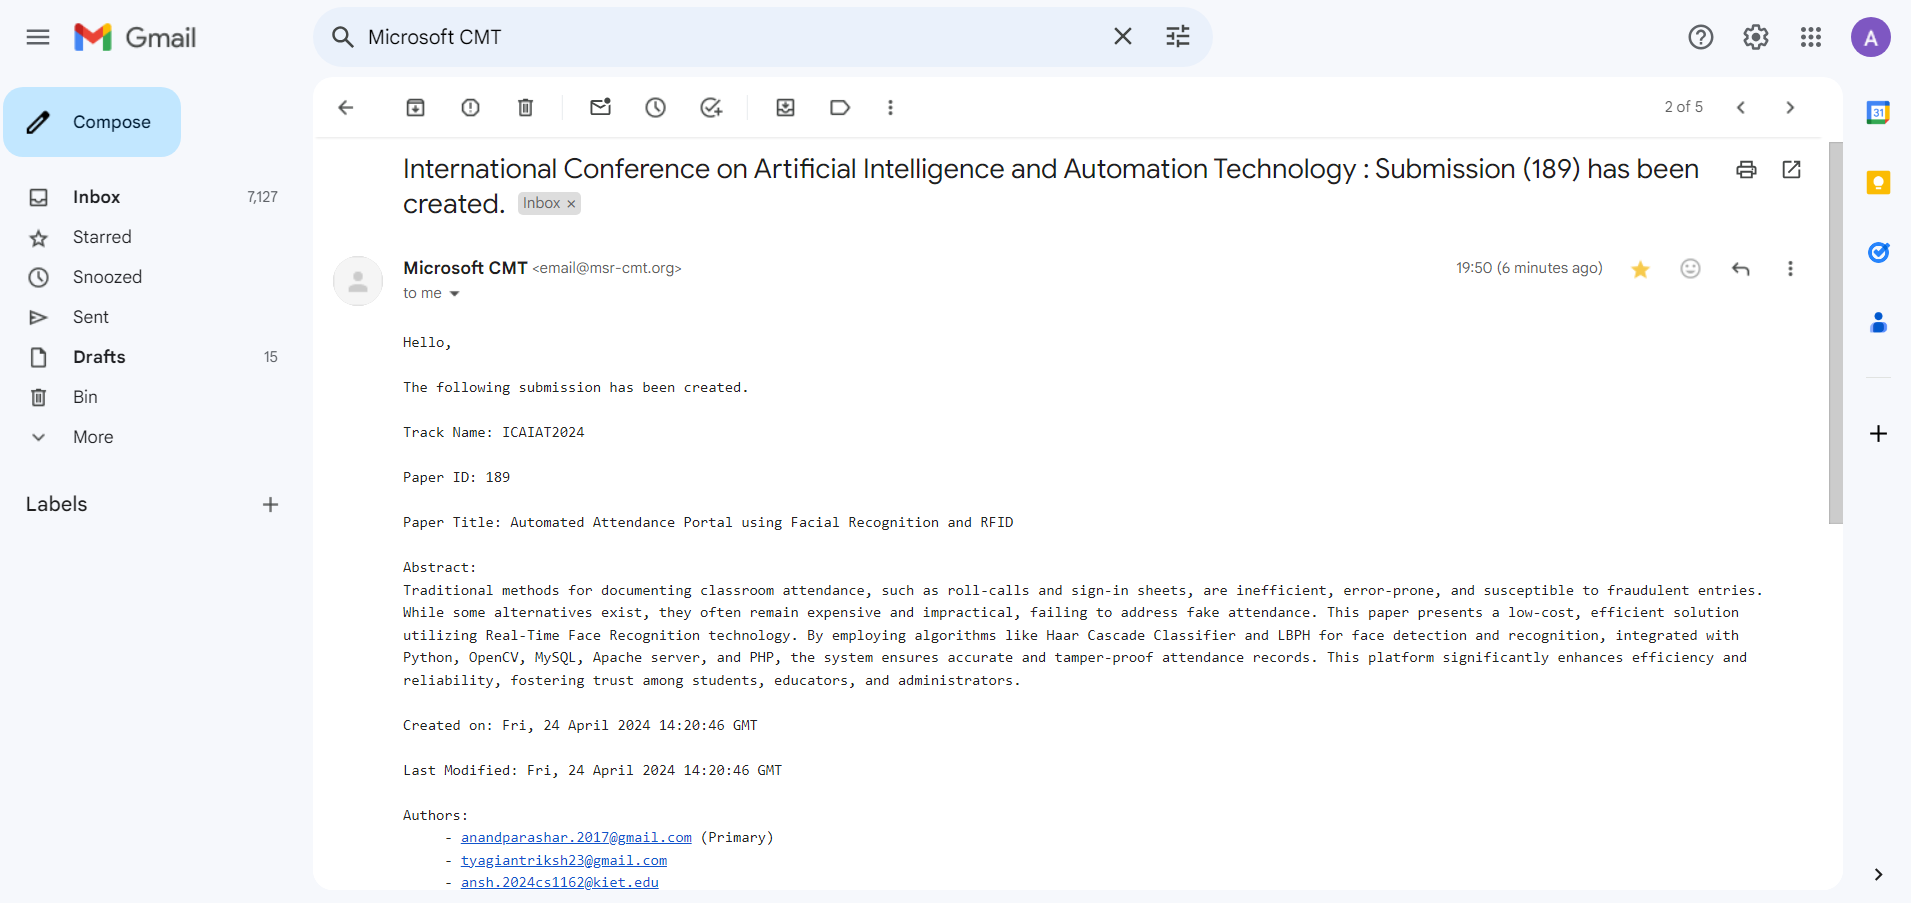 Gmail
Microsoft CMT
A
Compose
2 of 5
31
Inbox 7,127
Starred
Snoozed
Sent
Drafts 15
Bin
More
Labels
International Conference on Artificial Intelligence and Automation Technology : Submission (189) has been
created. Inbox ×
Microsoft CMT <email@msr-cmt.org>
19:50 (6 minutes ago)
to me
Hello,
The following submission has been created.
Track Name: ICAIAT2024
Paper ID: 189
Paper Title: Automated Attendance Portal using Facial Recognition and RFID
Abstract:
Traditional methods for documenting classroom attendance, such as roll-calls and sign-in sheets, are inefficient, error-prone, and susceptible to fraudulent entries.
While some alternatives exist, they often remain expensive and impractical, failing to address fake attendance. This paper presents a low-cost, efficient solution
utilizing Real-Time Face Recognition technology. By employing algorithms like Haar Cascade Classifier and LBPH for face detection and recognition, integrated with
Python, OpenCV, MySQL, Apache server, and PHP, the system ensures accurate and tamper-proof attendance records. This platform significantly enhances efficiency and
reliability, fostering trust among students, educators, and administrators.
Created on: Fri, 24 April 2024 14:20:46 GMT
Last Modified: Fri, 24 April 2024 14:20:46 GMT
Authors:
- anandparashar.2017@gmail.com (Primary)
- tyagiantriksh23@gmail.com
- ansh.2024cs1162@kiet.edu